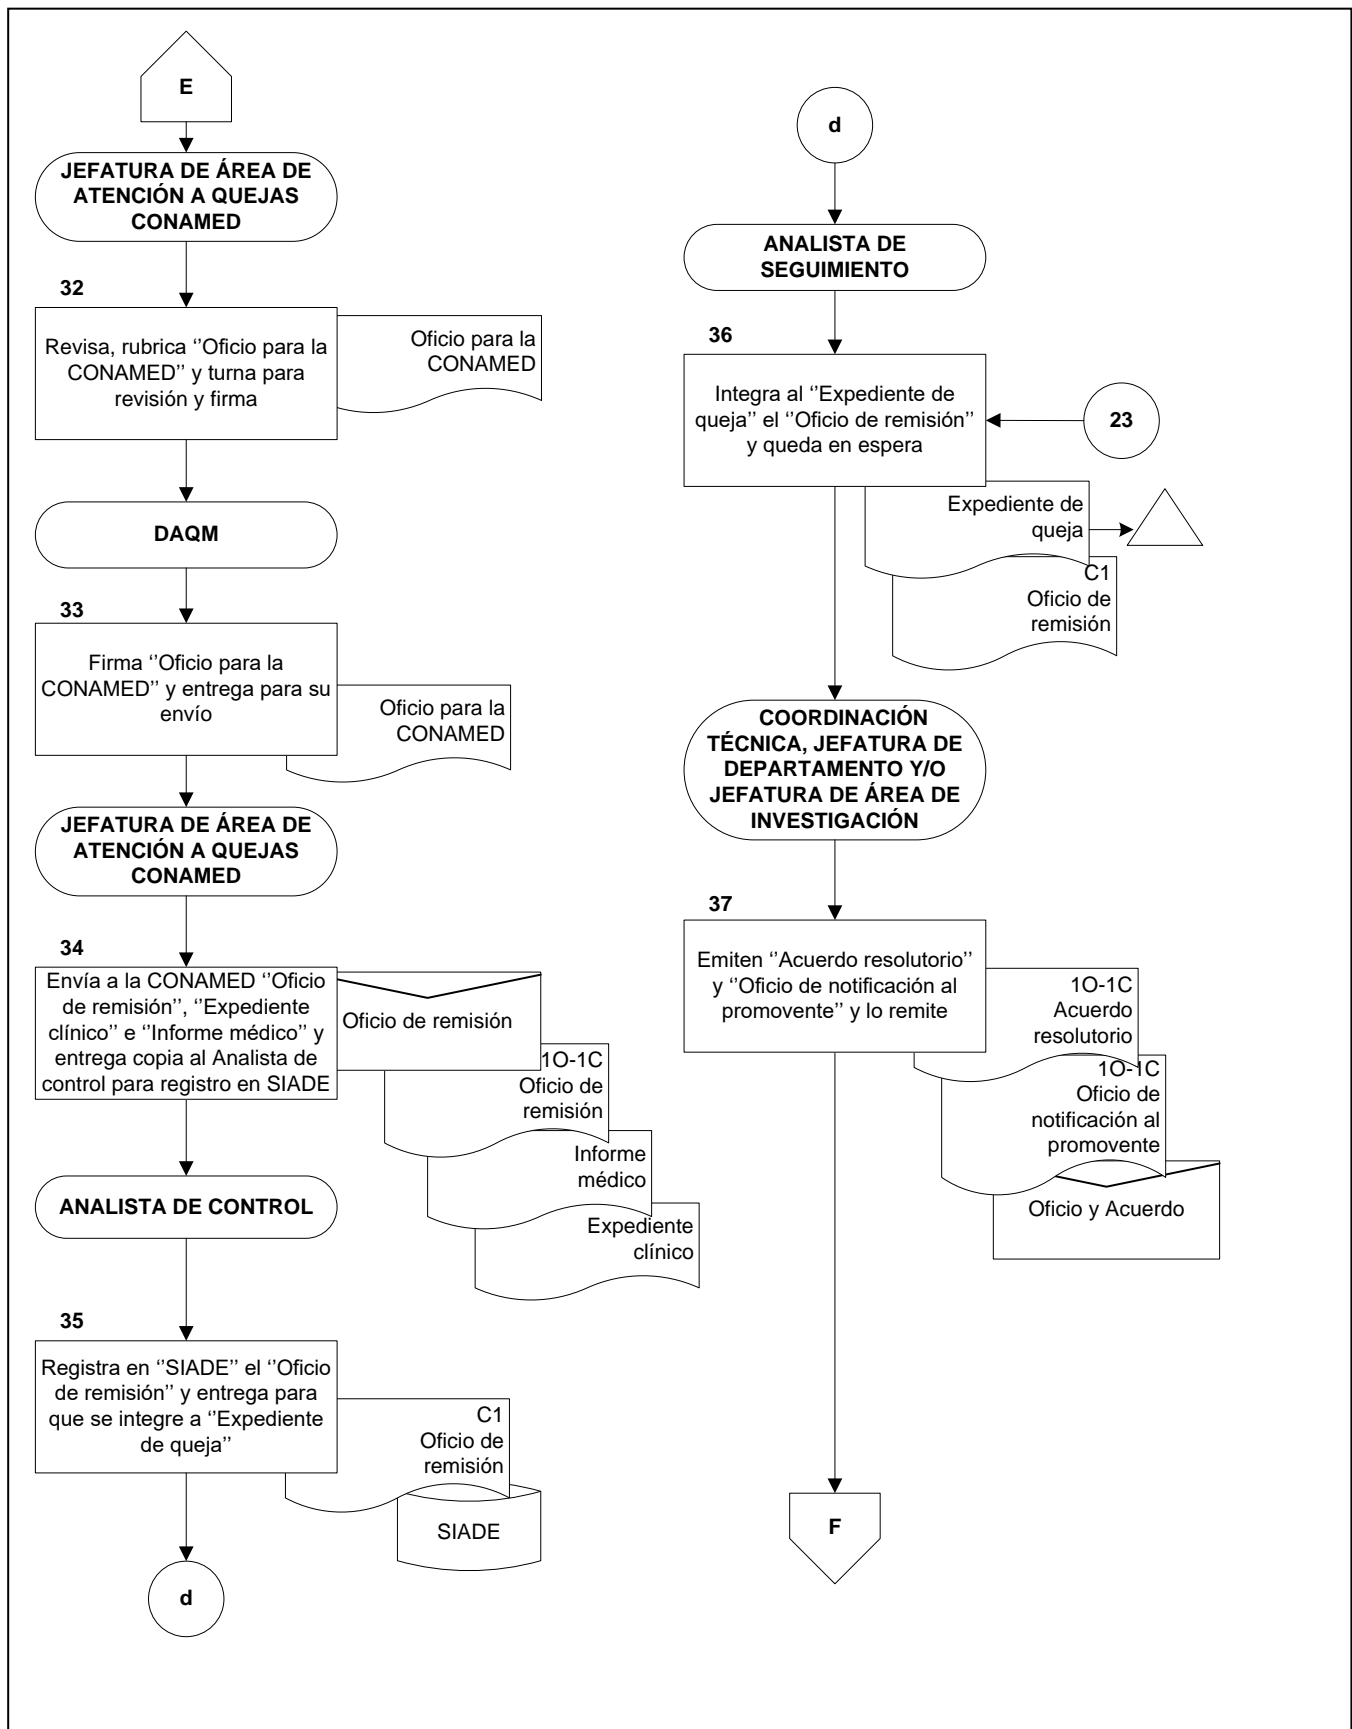 E
JEFATURA DE ÁREA DE
ATENCIÓN A QUEJAS
CONAMED
32
Revisa, rubrica ‘’Oficio para la
CONAMED’’ y turna para
revisión y firma
Oficio para la
CONAMED
DAQM
33
Firma ‘’Oficio para la
CONAMED’’ y entrega para su
envío
Oficio para la
CONAMED
JEFATURA DE ÁREA DE
ATENCIÓN A QUEJAS
CONAMED
34
Envía a la CONAMED ‘’Oficio
de remisión’’, ‘’Expediente
clínico’’ e ‘’Informe médico’’ y
entrega copia al Analista de
control para registro en SIADE
Oficio de remisión
1O-1C
Oficio de
remisión
Informe
médico
Expediente
clínico
ANALISTA DE CONTROL
35
Registra en ‘’SIADE’’ el ‘’Oficio
de remisión’’ y entrega para
que se integre a ‘’Expediente
de queja’’
C1
Oficio de
remisión
SIADE
d
d
ANALISTA DE
SEGUIMIENTO
36
Integra al ‘’Expediente de
queja’’ el ‘’Oficio de remisión’’
y queda en espera
23
Expediente de
queja
C1
Oficio de
remisión
COORDINACIÓN
TÉCNICA, JEFATURA DE
DEPARTAMENTO Y/O
JEFATURA DE ÁREA DE
INVESTIGACIÓN
37
Emiten ‘’Acuerdo resolutorio’’
y ‘’Oficio de notificación al
promovente’’ y lo remite
1O-1C
Acuerdo
resolutorio
1O-1C
Oficio de
notificación al
promovente
Oficio y Acuerdo
F